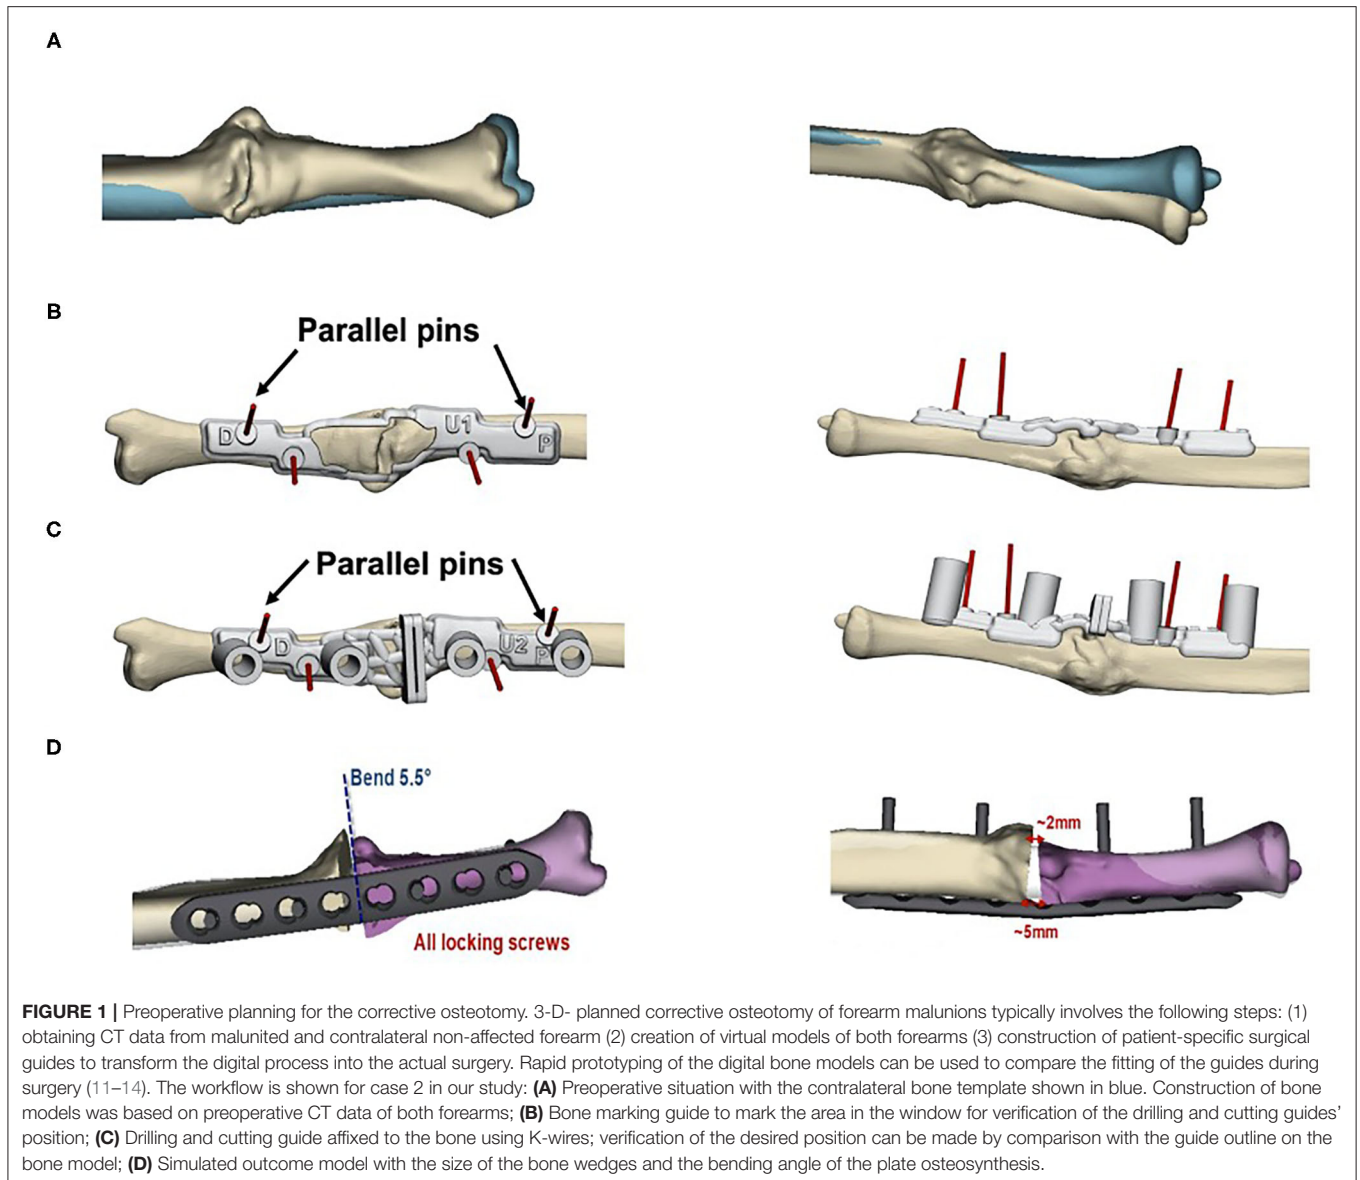 A
B
Parallel pins
D
U1
P
C
Parallel pins
D
U2
P
D
Bend 5.5°
All locking screws
~2mm
~5mm
FIGURE 1 | Preoperative planning for the corrective osteotomy. 3-D- planned corrective osteotomy of forearm malunions typically involves the following steps: (1)
obtaining CT data from malunited and contralateral non-affected forearm (2) creation of virtual models of both forearms (3) construction of patient-specific surgical
guides to transform the digital process into the actual surgery. Rapid prototyping of the digital bone models can be used to compare the fitting of the guides during
surgery (11–14). The workflow is shown for case 2 in our study: (A) Preoperative situation with the contralateral bone template shown in blue. Construction of bone
models was based on preoperative CT data of both forearms; (B) Bone marking guide to mark the area in the window for verification of the drilling and cutting guides'
position; (C) Drilling and cutting guide affixed to the bone using K-wires; verification of the desired position can be made by comparison with the guide outline on the
bone model; (D) Simulated outcome model with the size of the bone wedges and the bending angle of the plate osteosynthesis.